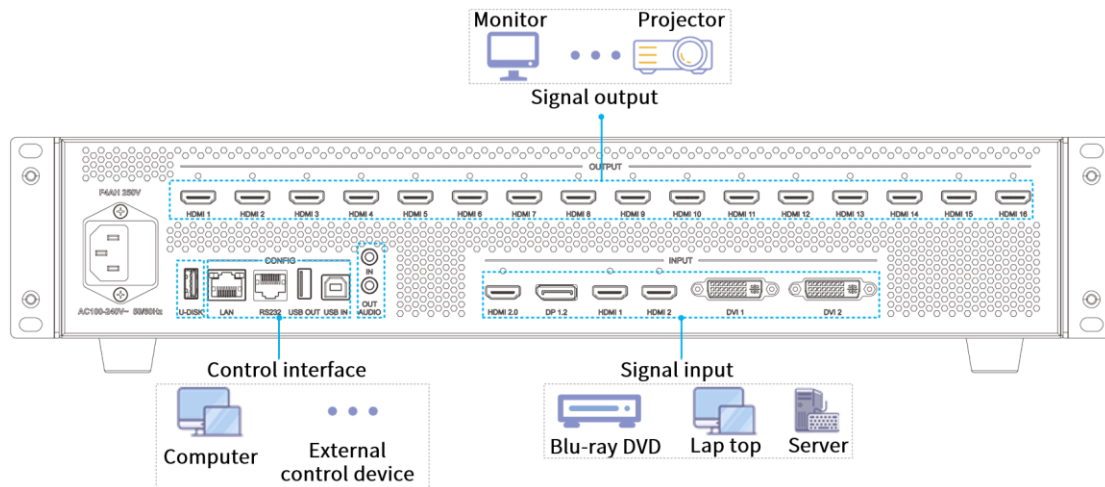 Monitor
Projector
Signal output
OUTPUT
F4AH 250V
HDMI 1
HDMI 2
HDMI 3
HDMI 4
HDMI 5
HDMI 6
HDMI 7
HDMI 8
HDMI 9
HDMI 10
HDMI 11
HDMI 12
HDMI 13
HDMI 14
HDMI 15
HDMI 16
CONFIG
IN
OUT
AUDIO
INPUT
AC100-240V~ 50/60Hz
U-DISK
LAN
RS232
USB OUT
USB IN
HDMI 2.0
DP 1.2
HDMI 1
HDMI 2
DVI 1
DVI 2
Control interface
Signal input
Computer
External
control device
Blu-ray DVD
Lap top
Server